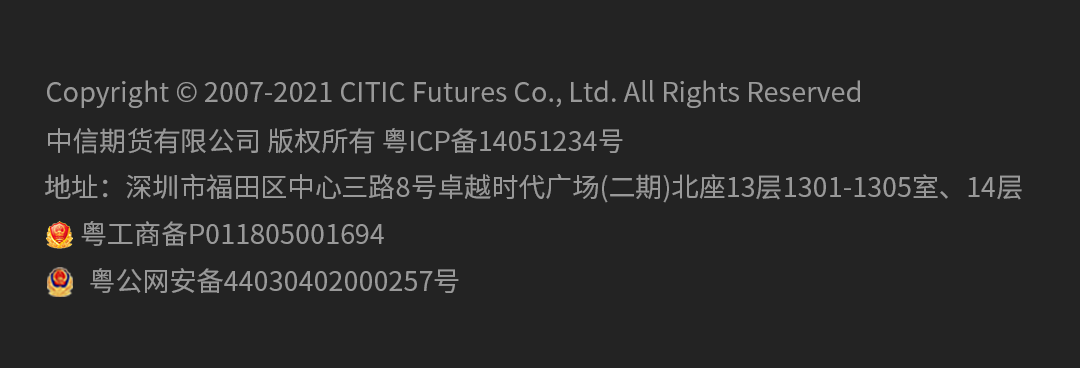 Copyright © 2007-2021 CITIC Futures Co., Ltd. All Rights Reserved
中信期货有限公司 版权所有 粤ICP备14051234号
地址：深圳市福田区中心三路8号卓越时代广场(二期)北座13层1301-1305室、14层
粤工商备P011805001694
粤公网安备44030402000257号